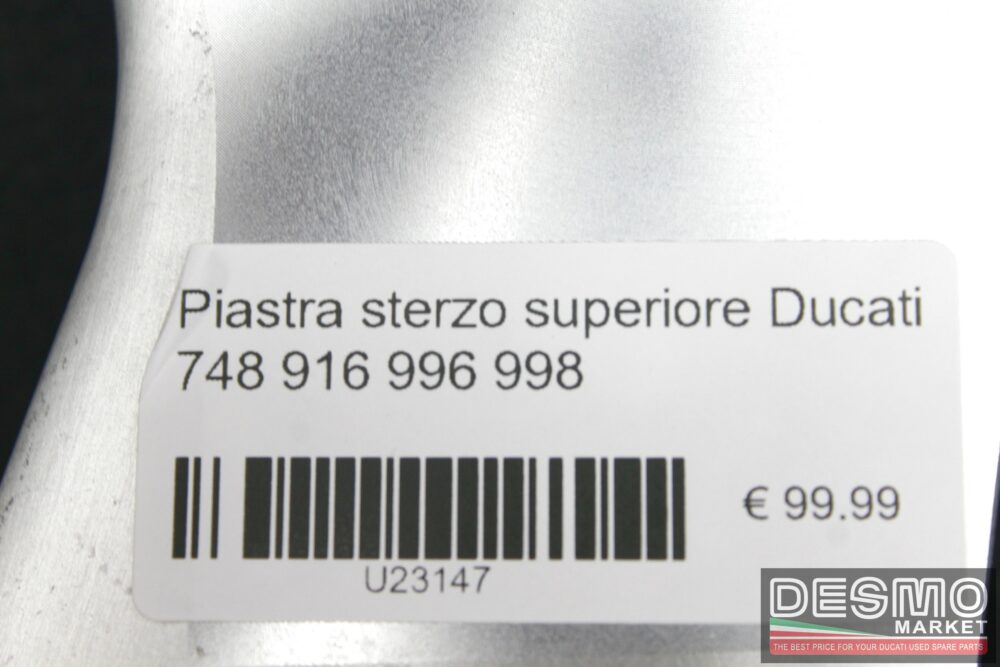 Piastra sterzo superiore Ducati
748 916 996 998
€ 99.99
U23147
DESMO
MARKET
THE BEST PRICE FOR YOUR DUCATI USED SPARE PARTS